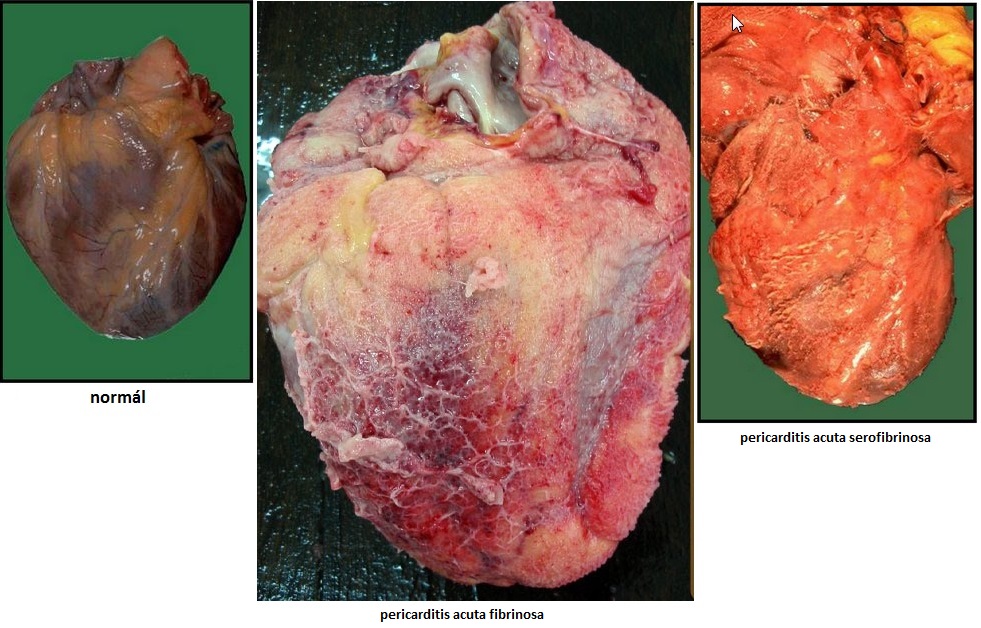 normál
pericarditis acuta fibrinosa
pericarditis acuta serofibrinosa